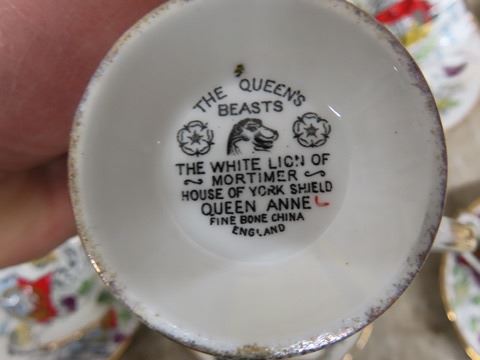 THE QUEEN'S
BEASTS
THE WHITE LION OF
MORTIMER
HOUSE OF YORK SHIELD
QUEEN ANNE L
FINE BONE CHINA
ENGLAND